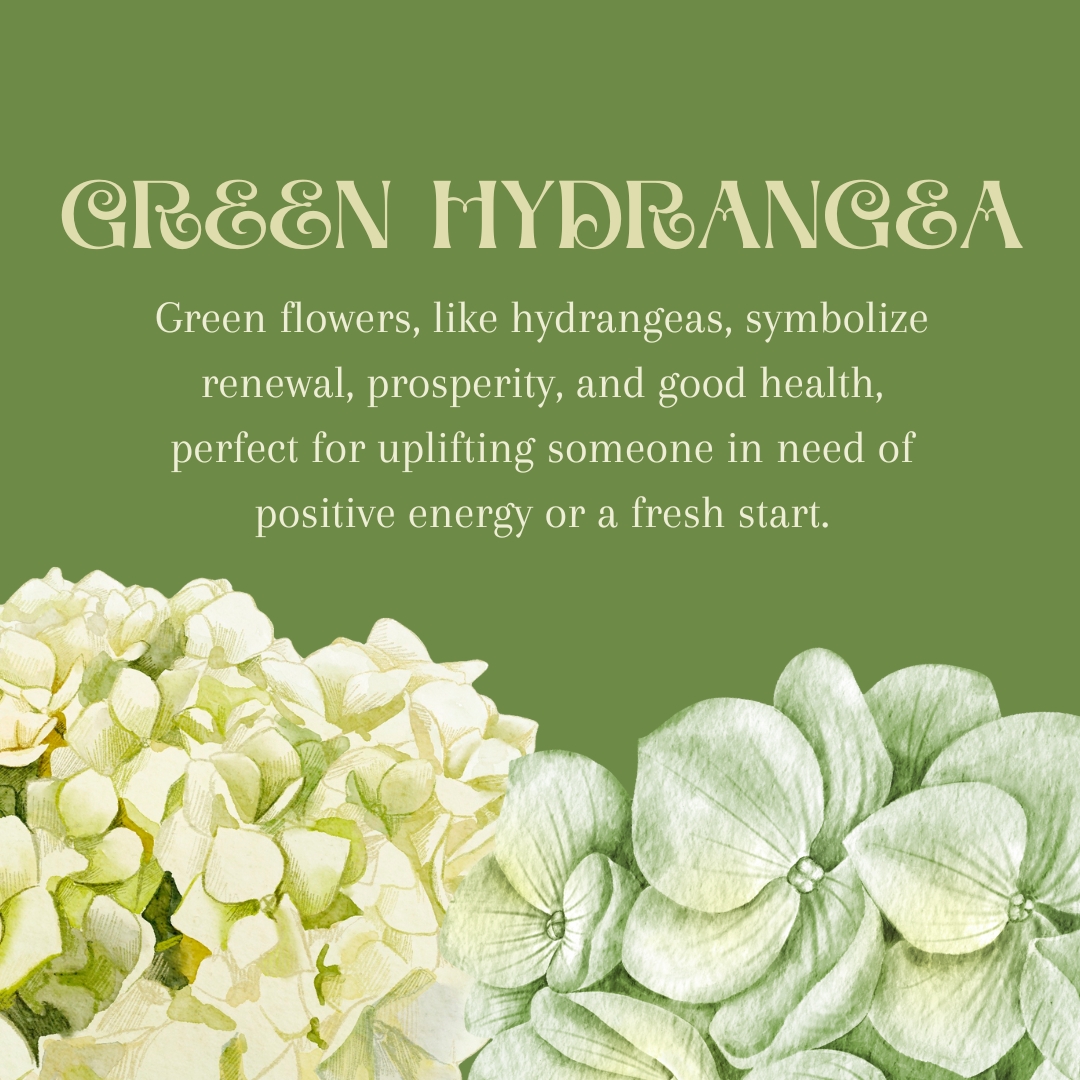 GREEN HYDRANGEA
Green flowers, like hydrangeas, symbolize
renewal, prosperity, and good health,
perfect for uplifting someone in need of
positive energy or a fresh start.